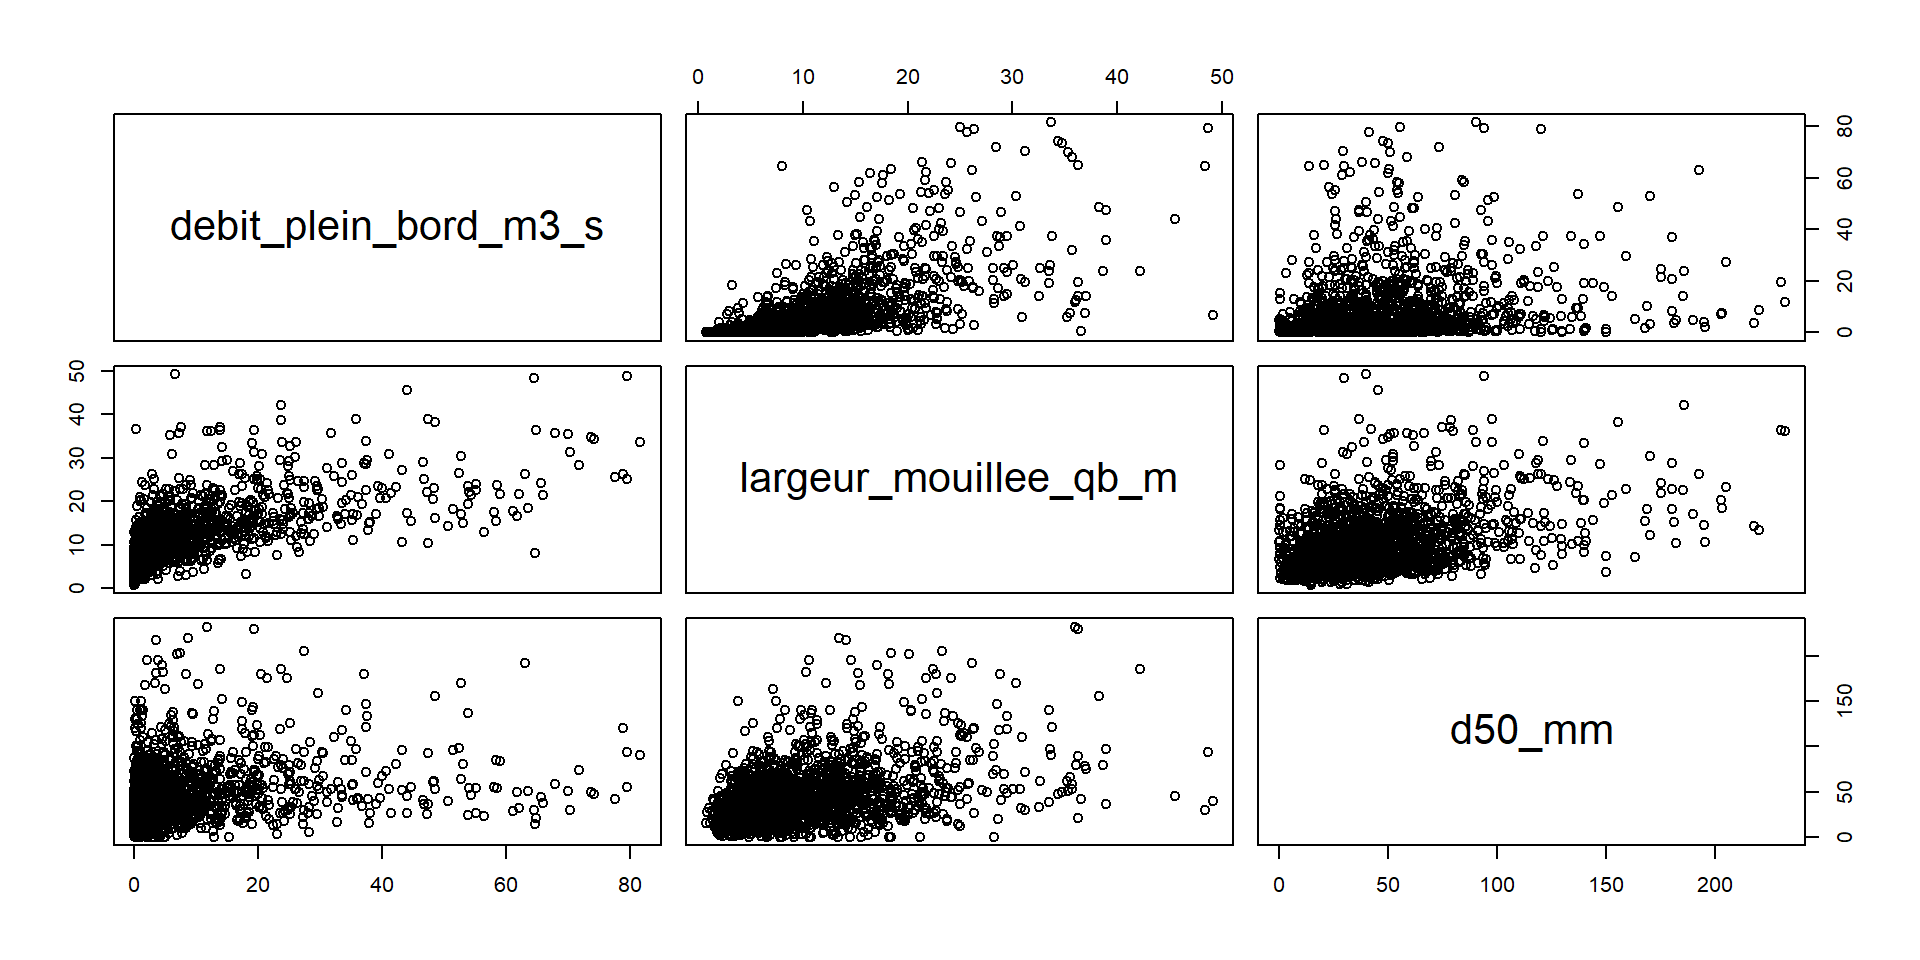 0 10 20 30 40 50
debit_plein_bord_m3_s
0 20 40 60 80
0 10 20 30 40 50
largeur_mouillee_qb_m
d50_mm
0 50 150
0 20 40 60 80
0 50 100 150 200